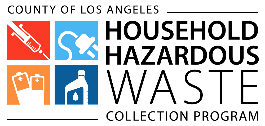 COUNTY OF LOS ANGELES
HOUSEHOLD
HAZARDOUS
WASTE
COLLECTION PROGRAM